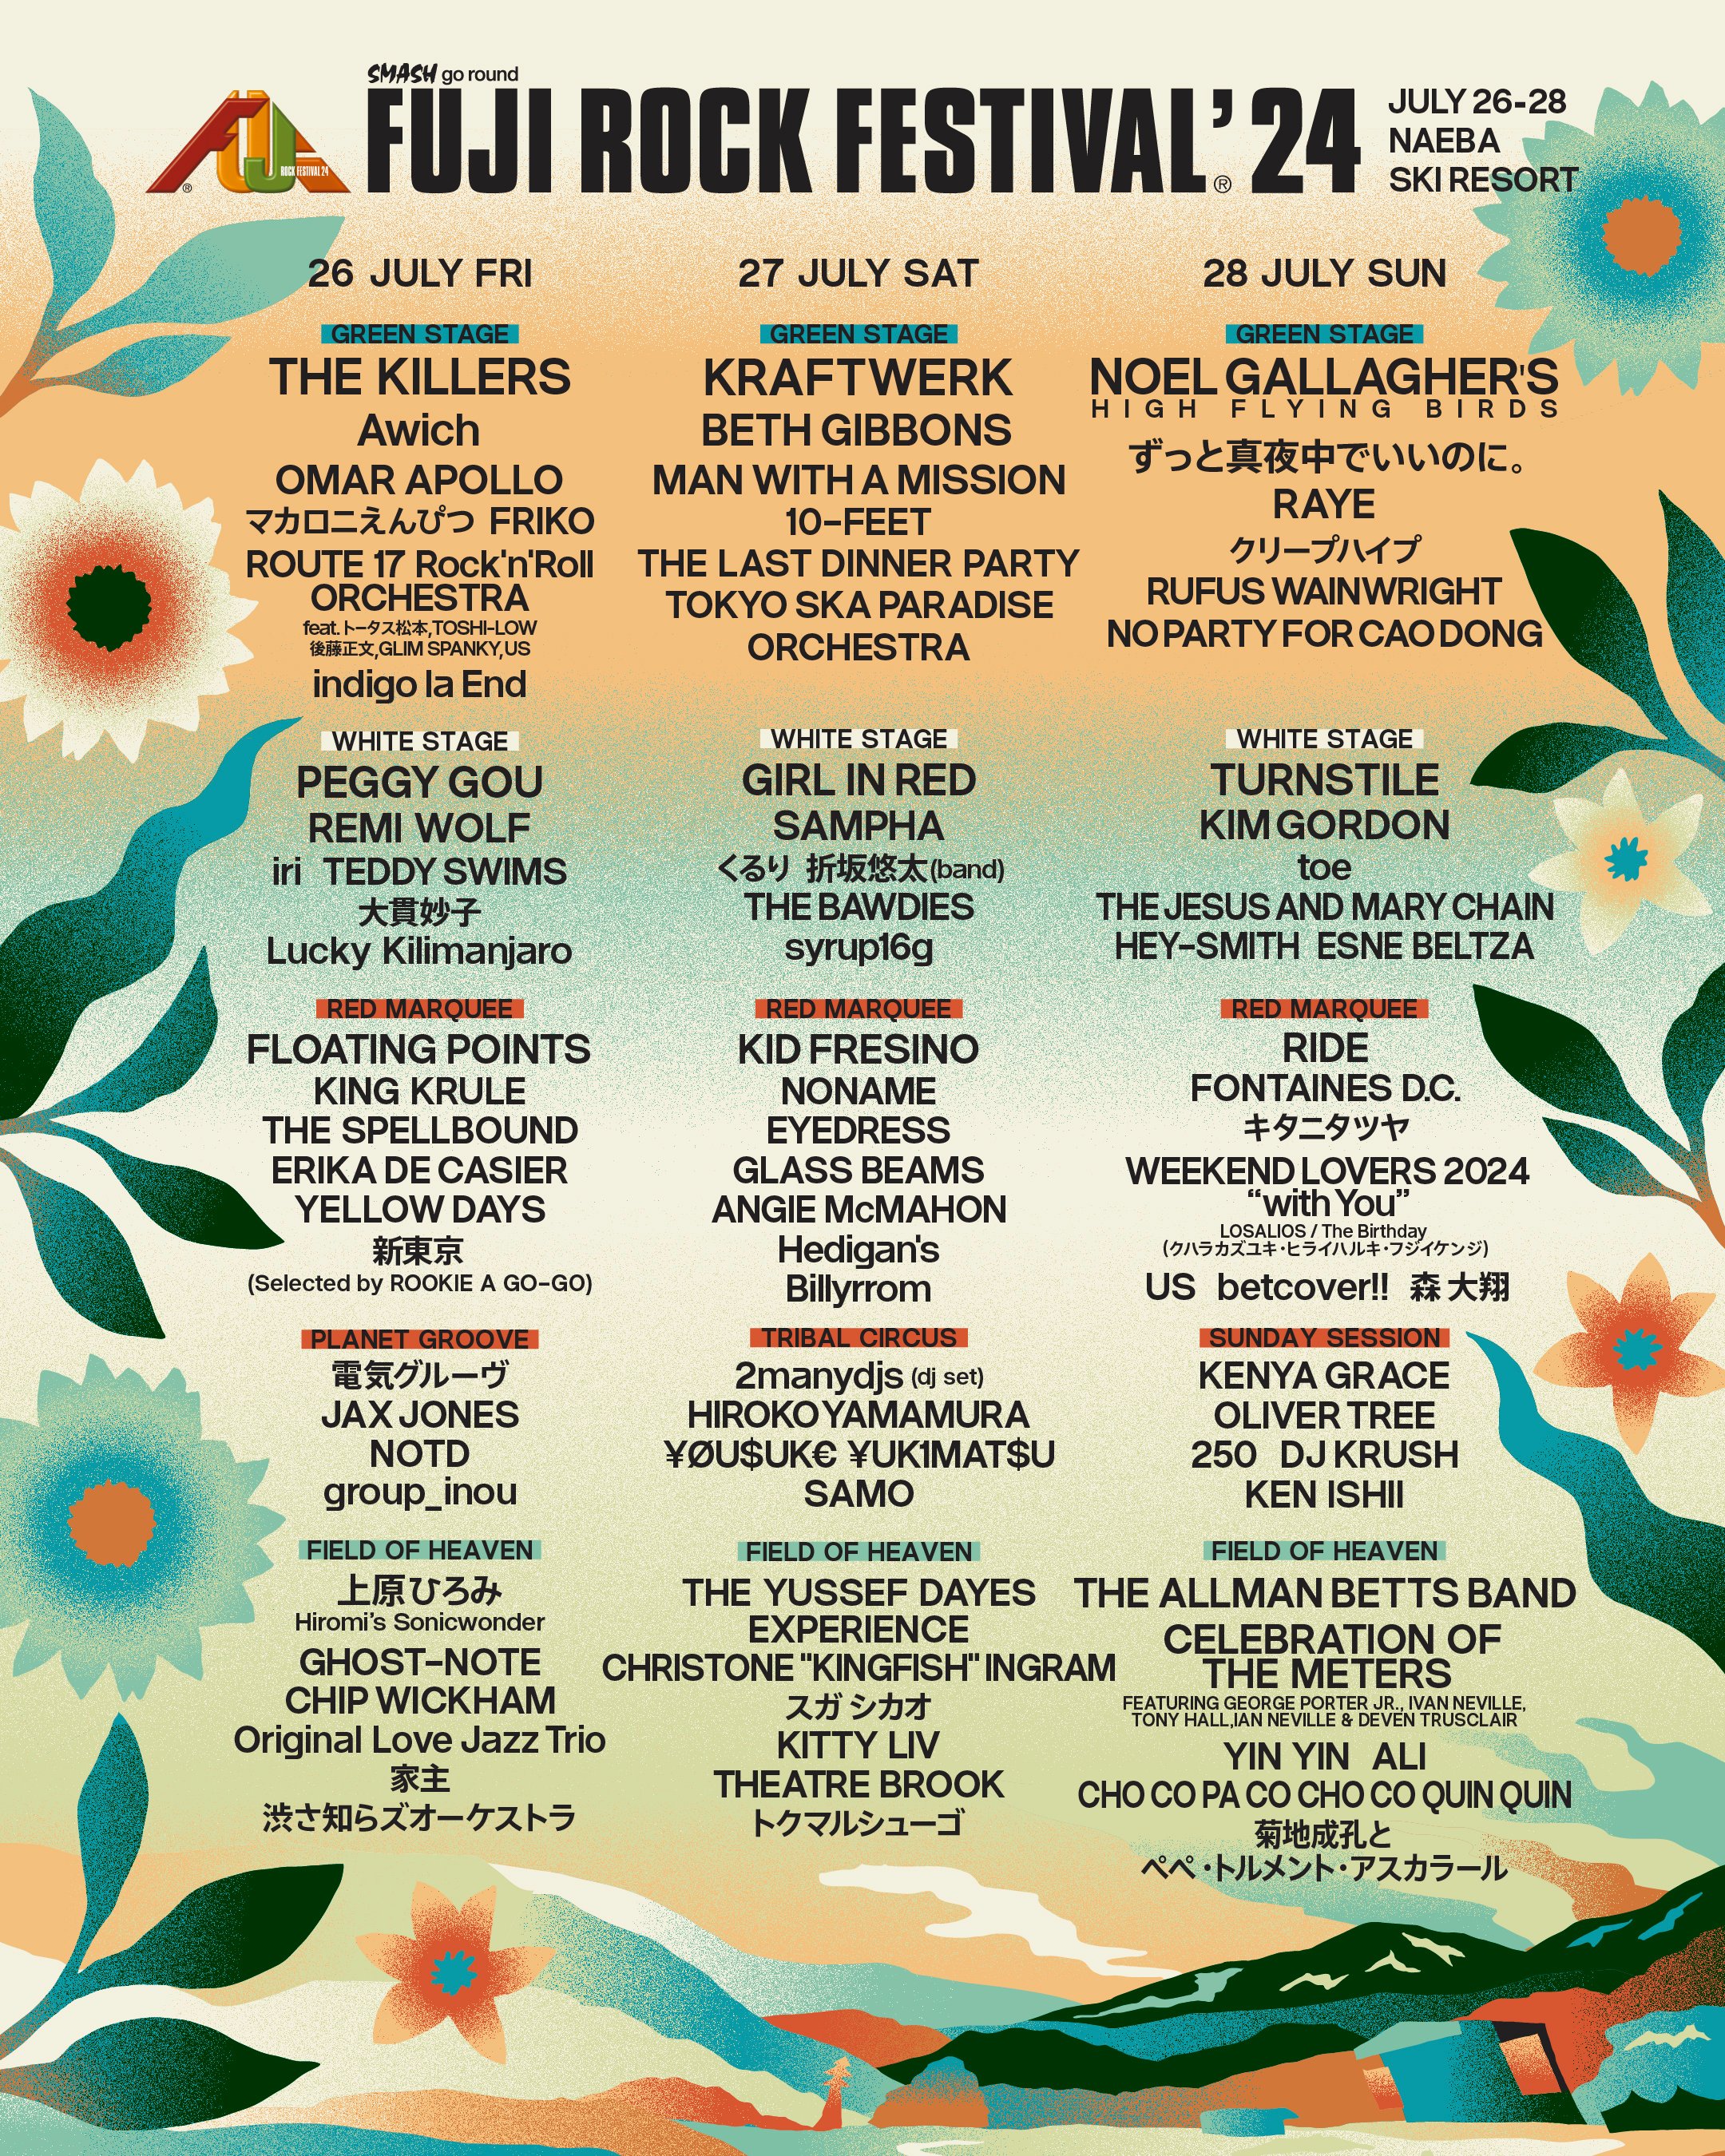 SMASH go round
FUJI ROCK FESTIVAL'24
®
FUJI
ROCK FESTIVAL 24
®
JULY 26-28
NAEBA
SKI RESORT
26 JULY FRI
GREEN STAGE
THE KILLERS
Awich
OMAR APOLLO
マカロニえんぴつ FRIKO
ROUTE 17 Rock'n'Roll
ORCHESTRA
feat. トータス松本,TOSHI-LOW
後藤正文,GLIM SPANKY,US
indigo la End
WHITE STAGE
PEGGY GOU
REMI WOLF
iri TEDDY SWIMS
大貫妙子
Lucky Kilimanjaro
RED MARQUEE
FLOATING POINTS
KING KRULE
THE SPELLBOUND
ERIKA DE CASIER
YELLOW DAYS
新東京
(Selected by ROOKIE A GO-GO)
PLANET GROOVE
電気グルーヴ
JAX JONES
NOTD
group_inou
FIELD OF HEAVEN
上原ひろみ
Hiromi's Sonicwonder
GHOST-NOTE
CHIP WICKHAM
Original Love Jazz Trio
家主
渋さ知らズオーケストラ
27 JULY SAT
GREEN STAGE
KRAFTWERK
BETH GIBBONS
MAN WITH A MISSION
10-FEET
THE LAST DINNER PARTY
TOKYO SKA PARADISE
ORCHESTRA
WHITE STAGE
GIRL IN RED
SAMPHA
くるり 折坂悠太(band)
THE BAWDIES
syrup16g
RED MARQUEE
KID FRESINO
NONAME
EYEDRESS
GLASS BEAMS
ANGIE McMAHON
Hedigan's
Billyrrom
TRIBAL CIRCUS
2manydjs (dj set)
HIROKO YAMAMURA
¥ØU$UK€ ¥UK1MAT$U
SAMO
FIELD OF HEAVEN
THE YUSSEF DAYES
EXPERIENCE
CHRISTONE "KINGFISH" INGRAM
スガ シカオ
KITTY LIV
THEATRE BROOK
トクマルシューゴ
28 JULY SUN
GREEN STAGE
NOEL GALLAGHER'S
HIGH FLYING BIRDS
ずっと真夜中でいいのに。
RAYE
クリープハイプ
RUFUS WAINWRIGHT
NO PARTY FOR CAO DONG
WHITE STAGE
TURNSTILE
KIM GORDON
toe
THE JESUS AND MARY CHAIN
HEY-SMITH ESNE BELTZA
RED MARQUEE
RIDE
FONTAINES D.C.
キタニタツヤ
WEEKEND LOVERS 2024
“with You”
LOSALIOS / The Birthday
(クハラカズユキ・ヒライハルキ・フジイケンジ)
US betcover!! 森 大翔
SUNDAY SESSION
KENYA GRACE
OLIVER TREE
250 DJ KRUSH
KEN ISHII
FIELD OF HEAVEN
THE ALLMAN BETTS BAND
CELEBRATION OF
THE METERS
FEATURING GEORGE PORTER JR., IVAN NEVILLE,
TONY HALL,IAN NEVILLE & DEVEN TRUSCLAIR
YIN YIN ALI
CHO CO PA CO CHO CO QUIN QUIN
菊地成孔と
ペペ・トルメント・アスカラール